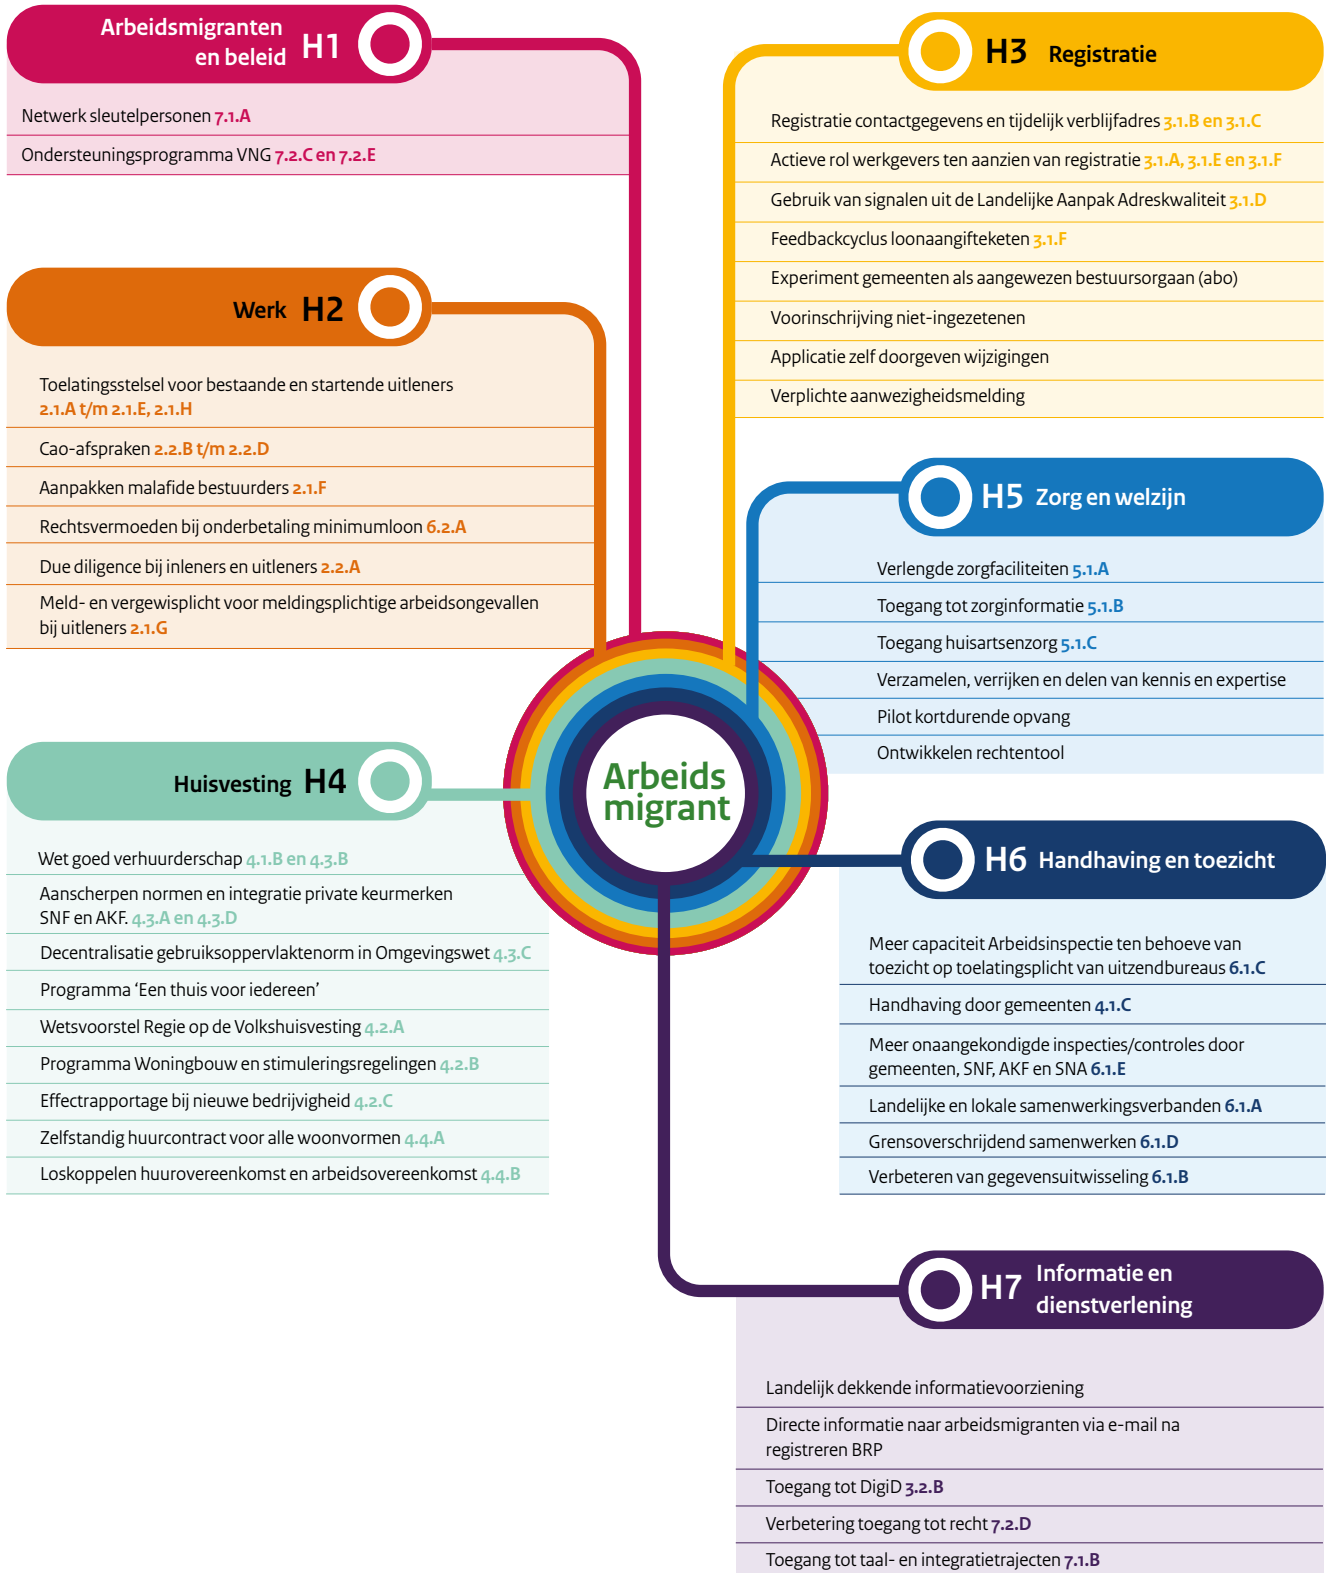 Arbeidsmigranten
en beleid H1
Netwerk sleutelpersonen 7.1.A
Ondersteuningsprogramma VNG 7.2.C en 7.2.E
Werk H2
Toelatingsstelsel voor bestaande en startende uitleners
2.1.A t/m 2.1.E, 2.1.H
Cao-afspraken 2.2.B t/m 2.2.D
Aanpakken malafide bestuurders 2.1.F
Rechtsvermoeden bij onderbetaling minimumloon 6.2.A
Due diligence bij inleners en uitleners 2.2.A
Meld- en vergewisplicht voor meldingsplichtige arbeidsongevallen
bij uitleners 2.1.G
H3 Registratie
Registratie contactgegevens en tijdelijk verblijfadres 3.1.B en 3.1.C
Actieve rol werkgevers ten aanzien van registratie 3.1.A, 3.1.E en 3.1.F
Gebruik van signalen uit de Landelijke Aanpak Adreskwaliteit 3.1.D
Feedbackcyclus loonaangifteketen 3.1.F
Experiment gemeenten als aangewezen bestuursorgaan (abo)
Voorinschrijving niet-ingezetenen
Applicatie zelf doorgeven wijzigingen
Verplichte aanwezigheidsmelding
Huisvesting H4
Wet goed verhuurderschap 4.1.B en 4.3.B
Aanscherpen normen en integratie private keurmerken
SNF en AKF. 4.3.A en 4.3.D
Decentralisatie gebruiksoppervlaktenorm in Omgevingswet 4.3.C
Programma ‘Een thuis voor iedereen’
Wetsvoorstel Regie op de Volkshuisvesting 4.2.A
Programma Woningbouw en stimuleringsregelingen 4.2.B
Effectrapportage bij nieuwe bedrijvigheid 4.2.C
Zelfstandig huurcontract voor alle woonvormen 4.4.A
Loskoppelen huurovereenkomst en arbeidsovereenkomst 4.4.B
Arbeids
migrant
H5 Zorg en welzijn
Verlengde zorgfaciliteiten 5.1.A
Toegang tot zorginformatie 5.1.B
Toegang huisartsenzorg 5.1.C
Verzamelen, verrijken en delen van kennis en expertise
Pilot kortdurende opvang
Ontwikkelen rechtentool
H6 Handhaving en toezicht
Meer capaciteit Arbeidsinspectie ten behoeve van
toezicht op toelatingsplicht van uitzendbureaus 6.1.C
Handhaving door gemeenten 4.1.C
Meer onaangekondigde inspecties/controles door
gemeenten, SNF, AKF en SNA 6.1.E
Landelijke en lokale samenwerkingsverbanden 6.1.A
Grensoverschrijdend samenwerken 6.1.D
Verbeteren van gegevensuitwisseling 6.1.B
H7 Informatie en
dienstverlening
Landelijk dekkende informatievoorziening
Directe informatie naar arbeidsmigranten via e-mail na
registreren BRP
Toegang tot DigiD 3.2.B
Verbetering toegang tot recht 7.2.D
Toegang tot taal- en integratietrajecten 7.1.B